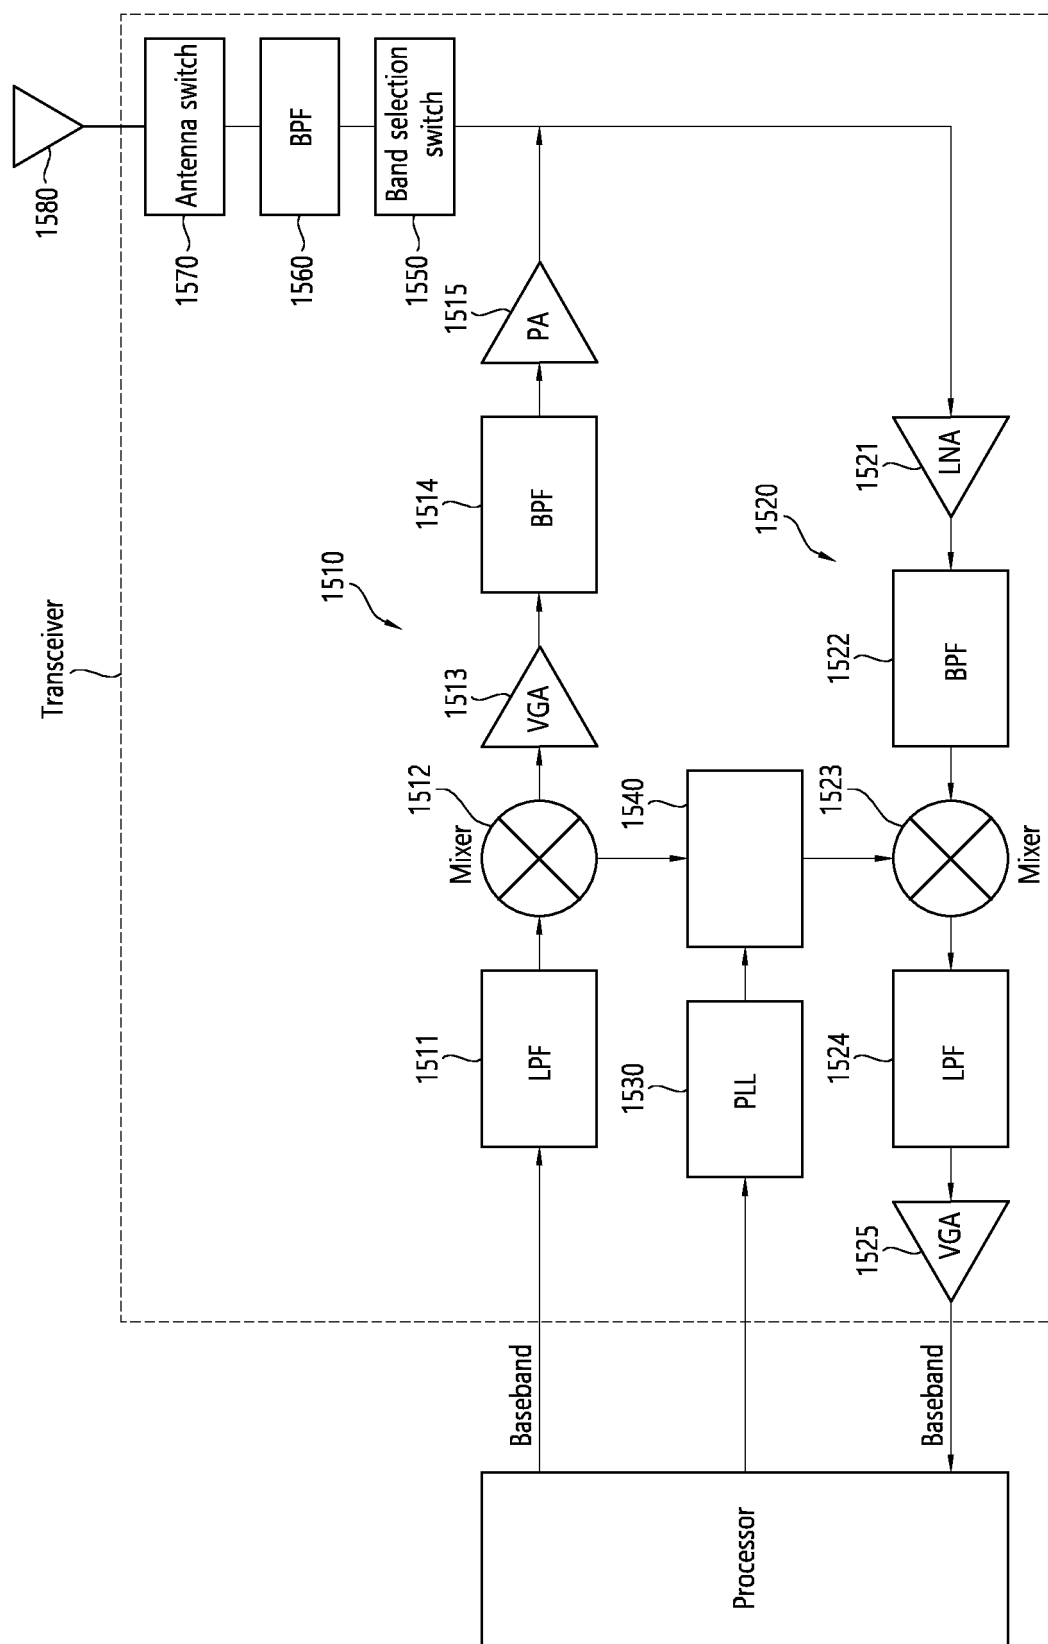 Transceiver
1580
Antenna switch
1570
BPF
1560
Band selection
switch
1550
1510
LPF
1511
Mixer
1512
VGA
1513
BPF
1514
PA
1515
PLL
1530
1540
1520
LNA
1521
BPF
1522
1523
Mixer
LPF
1524
VGA
1525
Baseband
Baseband
Processor